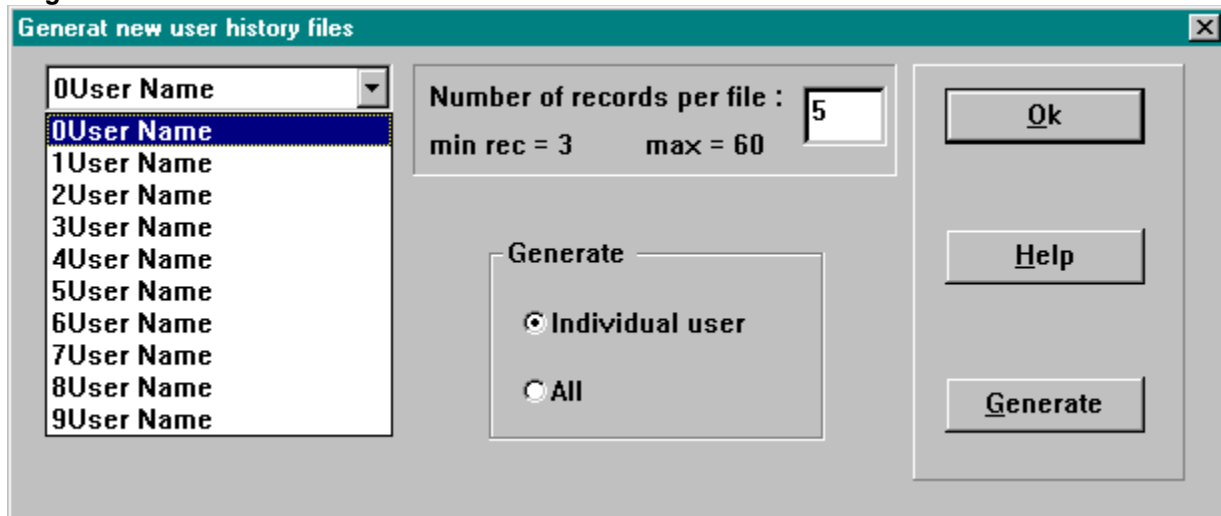 Generat new user history files
0User Name
0User Name
1User Name
2User Name
3User Name
4User Name
5User Name
6User Name
7User Name
8User Name
9User Name
Number of records per file : 5
min rec = 3 max = 60
Generate
Individual user
All
Ok
Help
Generate